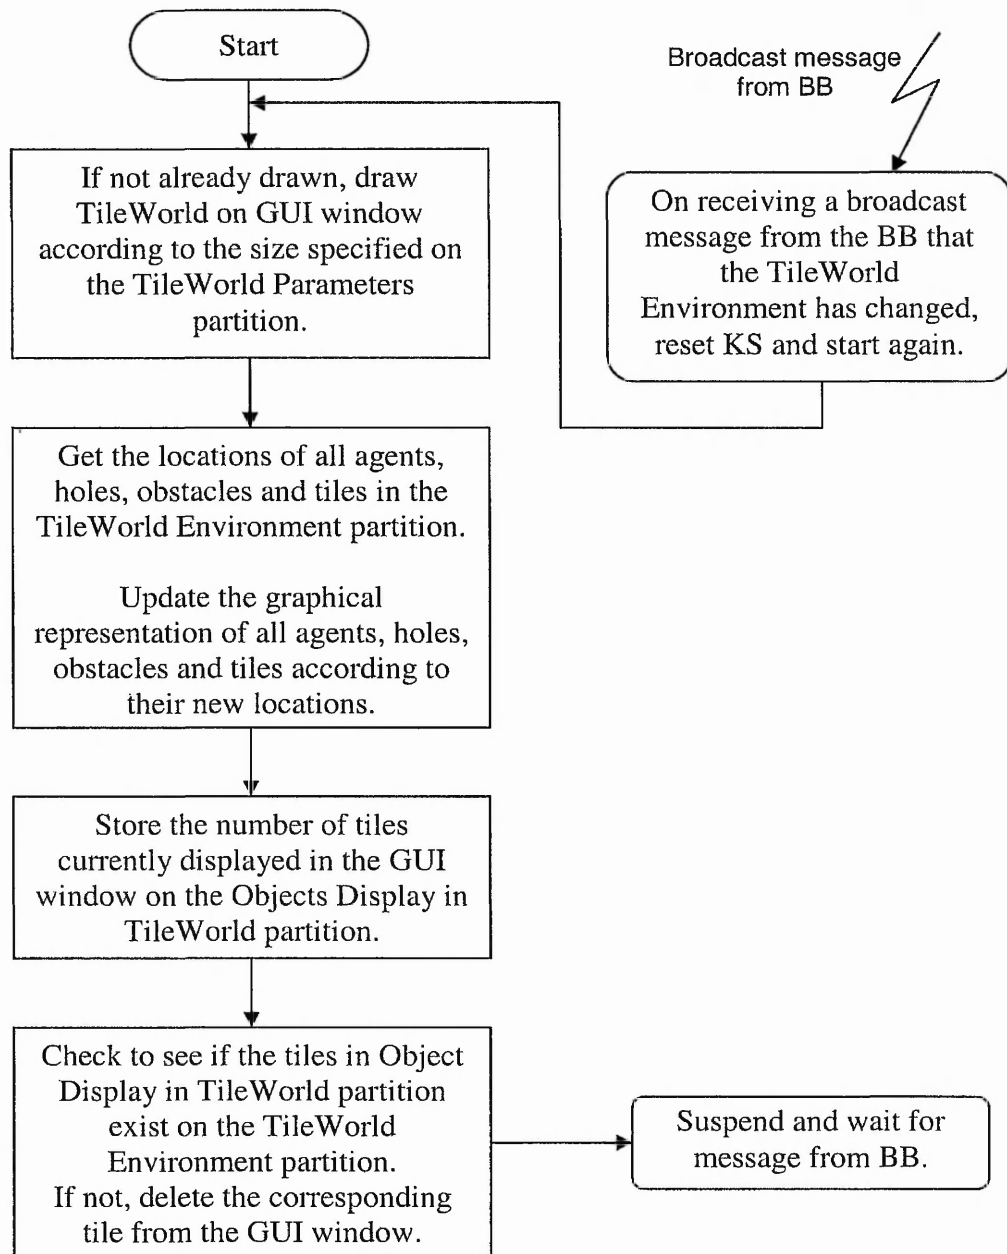 Start
Broadcast message
from BB
If not already drawn, draw
TileWorld on GUI window
according to the size specified on
the TileWorld Parameters
partition.
On receiving a broadcast
message from the BB that
the TileWorld
Environment has changed,
reset KS and start again.
Get the locations of all agents,
holes, obstacles and tiles in the
TileWorld Environment partition.
Update the graphical
representation of all agents, holes,
obstacles and tiles according to
their new locations.
Store the number of tiles
currently displayed in the GUI
window on the Objects Display in
TileWorld partition.
Check to see if the tiles in Object
Display in TileWorld partition
exist on the TileWorld
Environment partition.
If not, delete the corresponding
tile from the GUI window.
Suspend and wait for
message from BB.